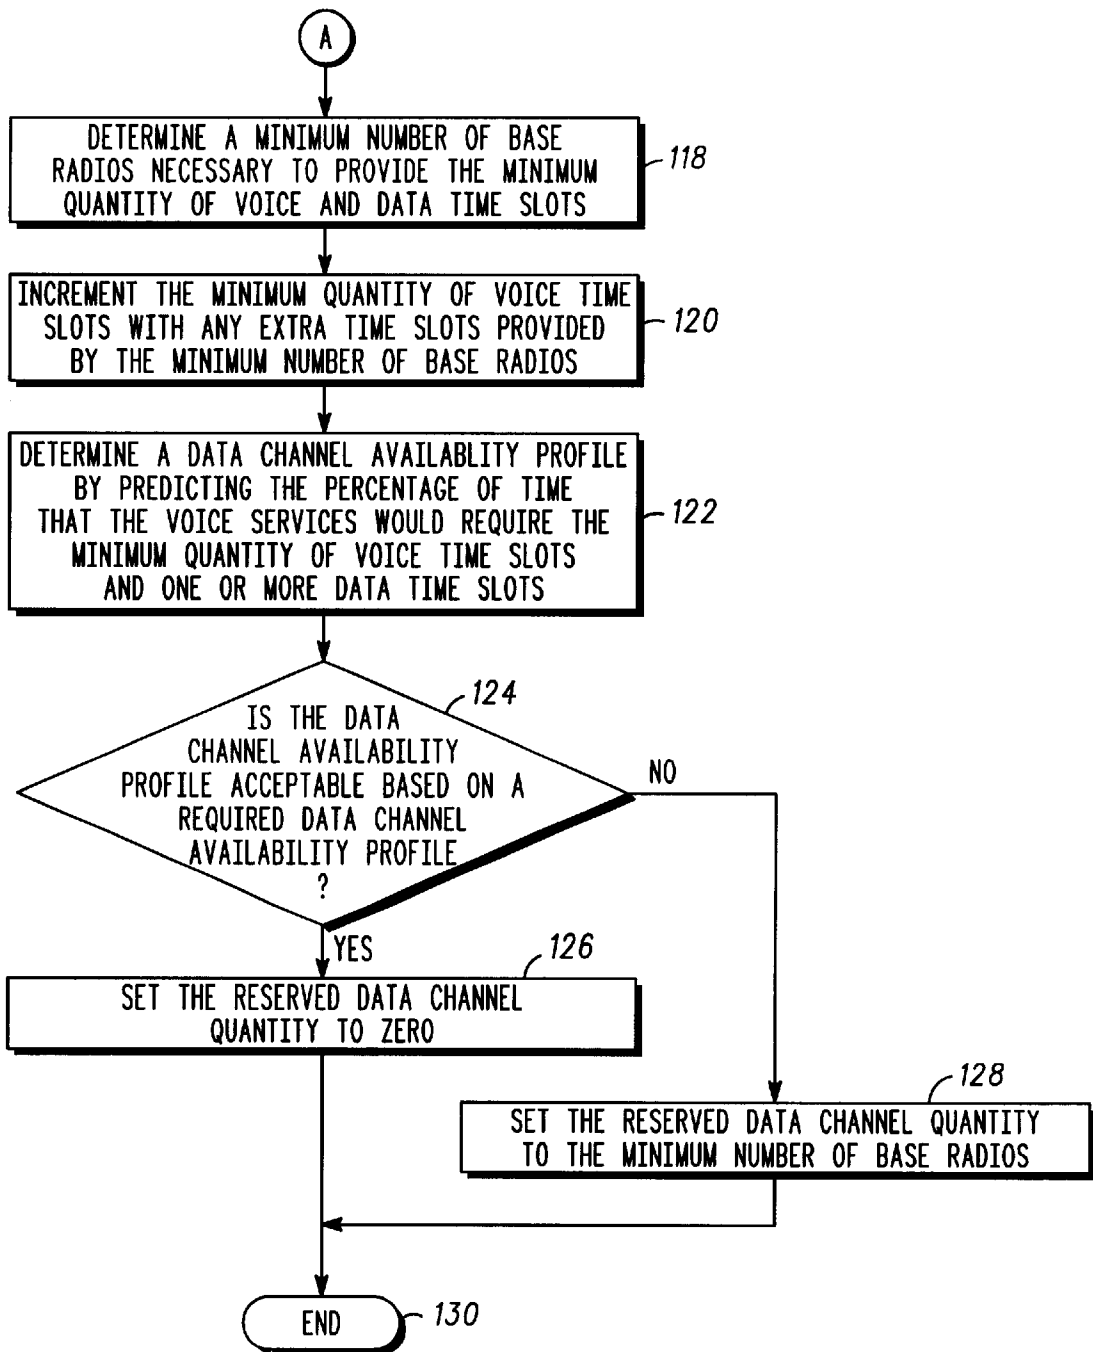 A
DETERMINE A MINIMUM NUMBER OF BASE
RADIOS NECESSARY TO PROVIDE THE MINIMUM
QUANTITY OF VOICE AND DATA TIME SLOTS
118
INCREMENT THE MINIMUM QUANTITY OF VOICE TIME
SLOTS WITH ANY EXTRA TIME SLOTS PROVIDED
BY THE MINIMUM NUMBER OF BASE RADIOS
120
DETERMINE A DATA CHANNEL AVAILABLITY PROFILE
BY PREDICTING THE PERCENTAGE OF TIME
THAT THE VOICE SERVICES WOULD REQUIRE THE
MINIMUM QUANTITY OF VOICE TIME SLOTS
AND ONE OR MORE DATA TIME SLOTS
122
124
IS THE DATA
CHANNEL AVAILABILITY
PROFILE ACCEPTABLE BASED ON A
REQUIRED DATA CHANNEL
AVAILABILITY PROFILE
?
NO
YES
126
SET THE RESERVED DATA CHANNEL
QUANTITY TO ZERO
128
SET THE RESERVED DATA CHANNEL QUANTITY
TO THE MINIMUM NUMBER OF BASE RADIOS
END
130